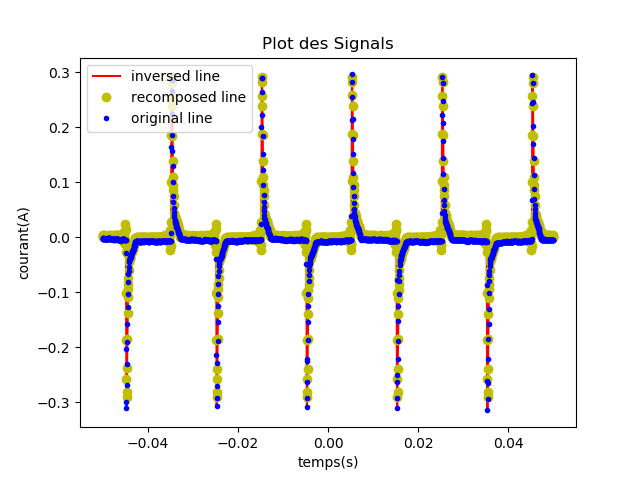 Plot des Signals
inversed line
recomposed line
original line
0.3
0.2
0.1
0.0
−0.1
−0.2
−0.3
courant(A)
−0.04
−0.02
0.00
0.02
0.04
temps(s)